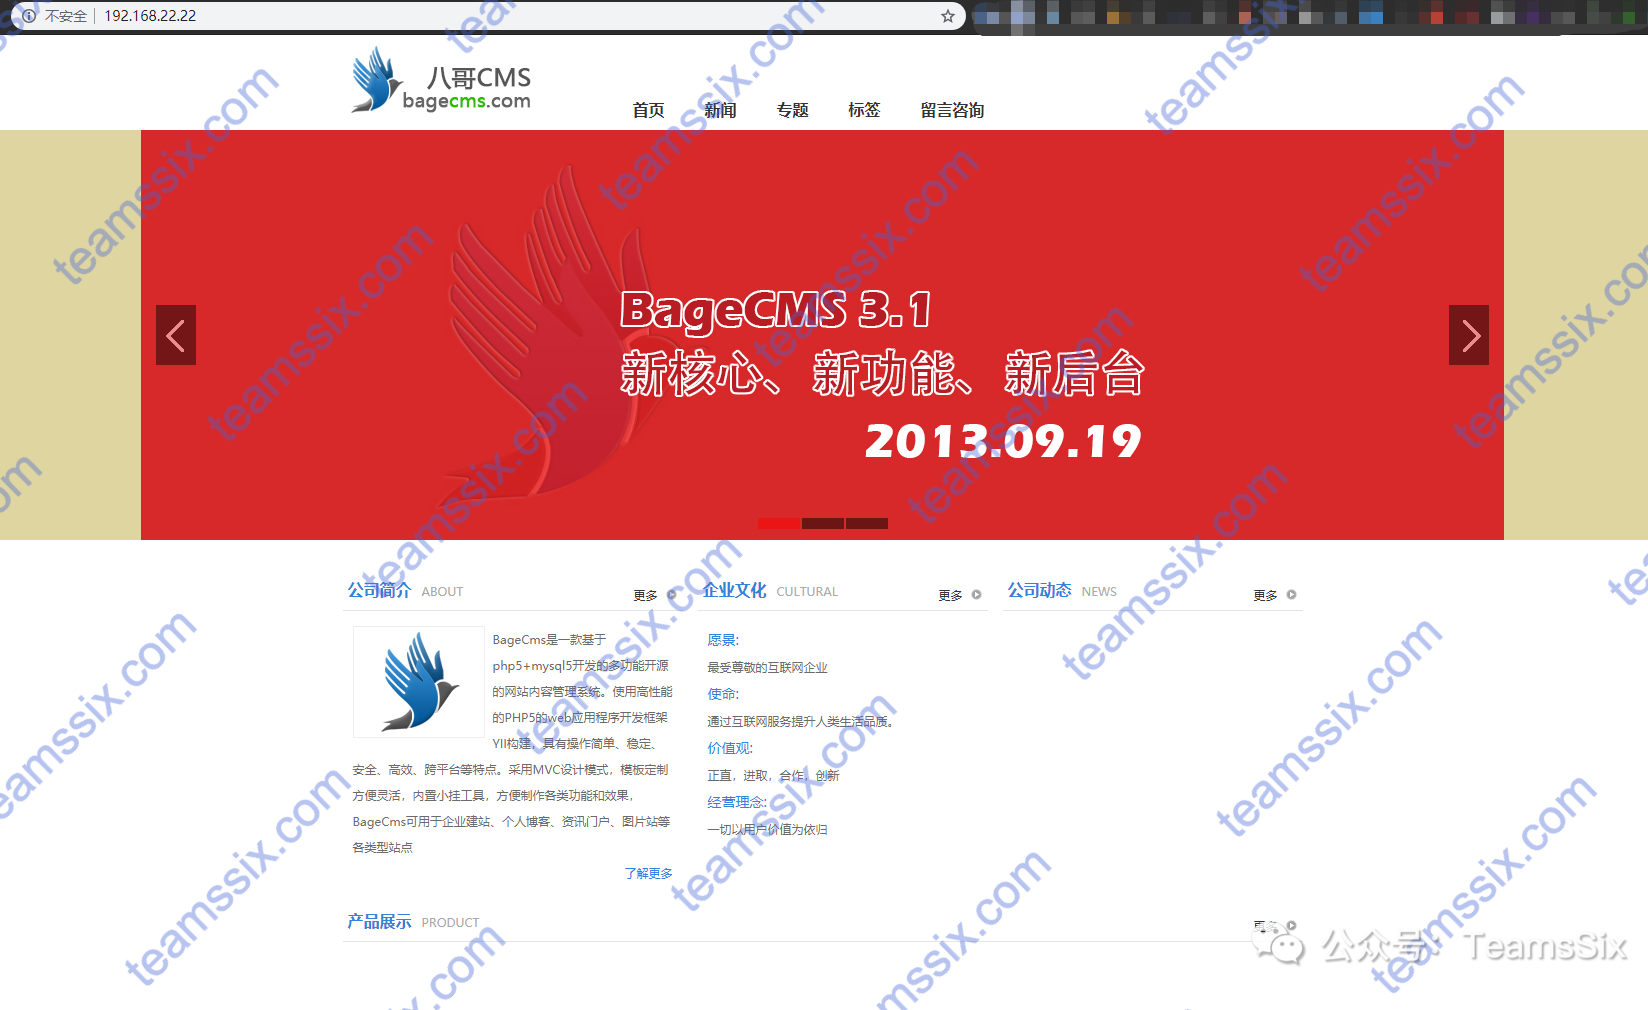 不安全 192.168.22.22
八哥CMS
bagecms.com
首页 新闻 专题 标签 留言咨询
BageCMS 3.1
新核心、新功能、新后台
2013.09.19
公司简介 ABOUT 更多
BageCms是一款基于
php5+mysql5开发的多功能开源
的网站内容管理系统。使用高性能
的PHP5的web应用程序开发框架
YII构建，具有操作简单、稳定、
安全、高效、跨平台等特点。采用MVC设计模式，模板定制
方便灵活，内置小挂工具，方便制作各类功能和效果，
BageCms可用于企业建站、个人博客、资讯门户、图片站等
各类型站点
了解更多
企业文化 CULTURAL 更多
愿景:
最受尊敬的互联网企业
使命:
通过互联网服务提升人类生活品质。
价值观:
正直，进取，合作，创新
经营理念:
一切以用户价值为依归
公司动态 NEWS 更多
产品展示 PRODUCT 更多
公众号：TeamsSix
teamssix.com